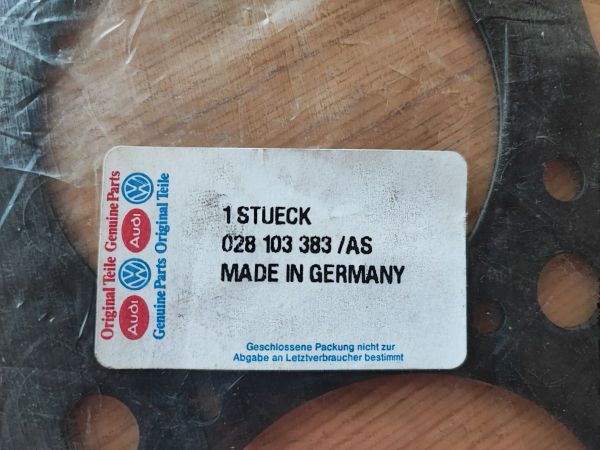 1 STUECK
028 103 383 /AS
MADE IN GERMANY
Geschlossene Packung nicht zur
Abgabe an Letztverbraucher bestimmt
Original Teile Genuine Parts
Audi Audi
Genuine Parts Original Teile